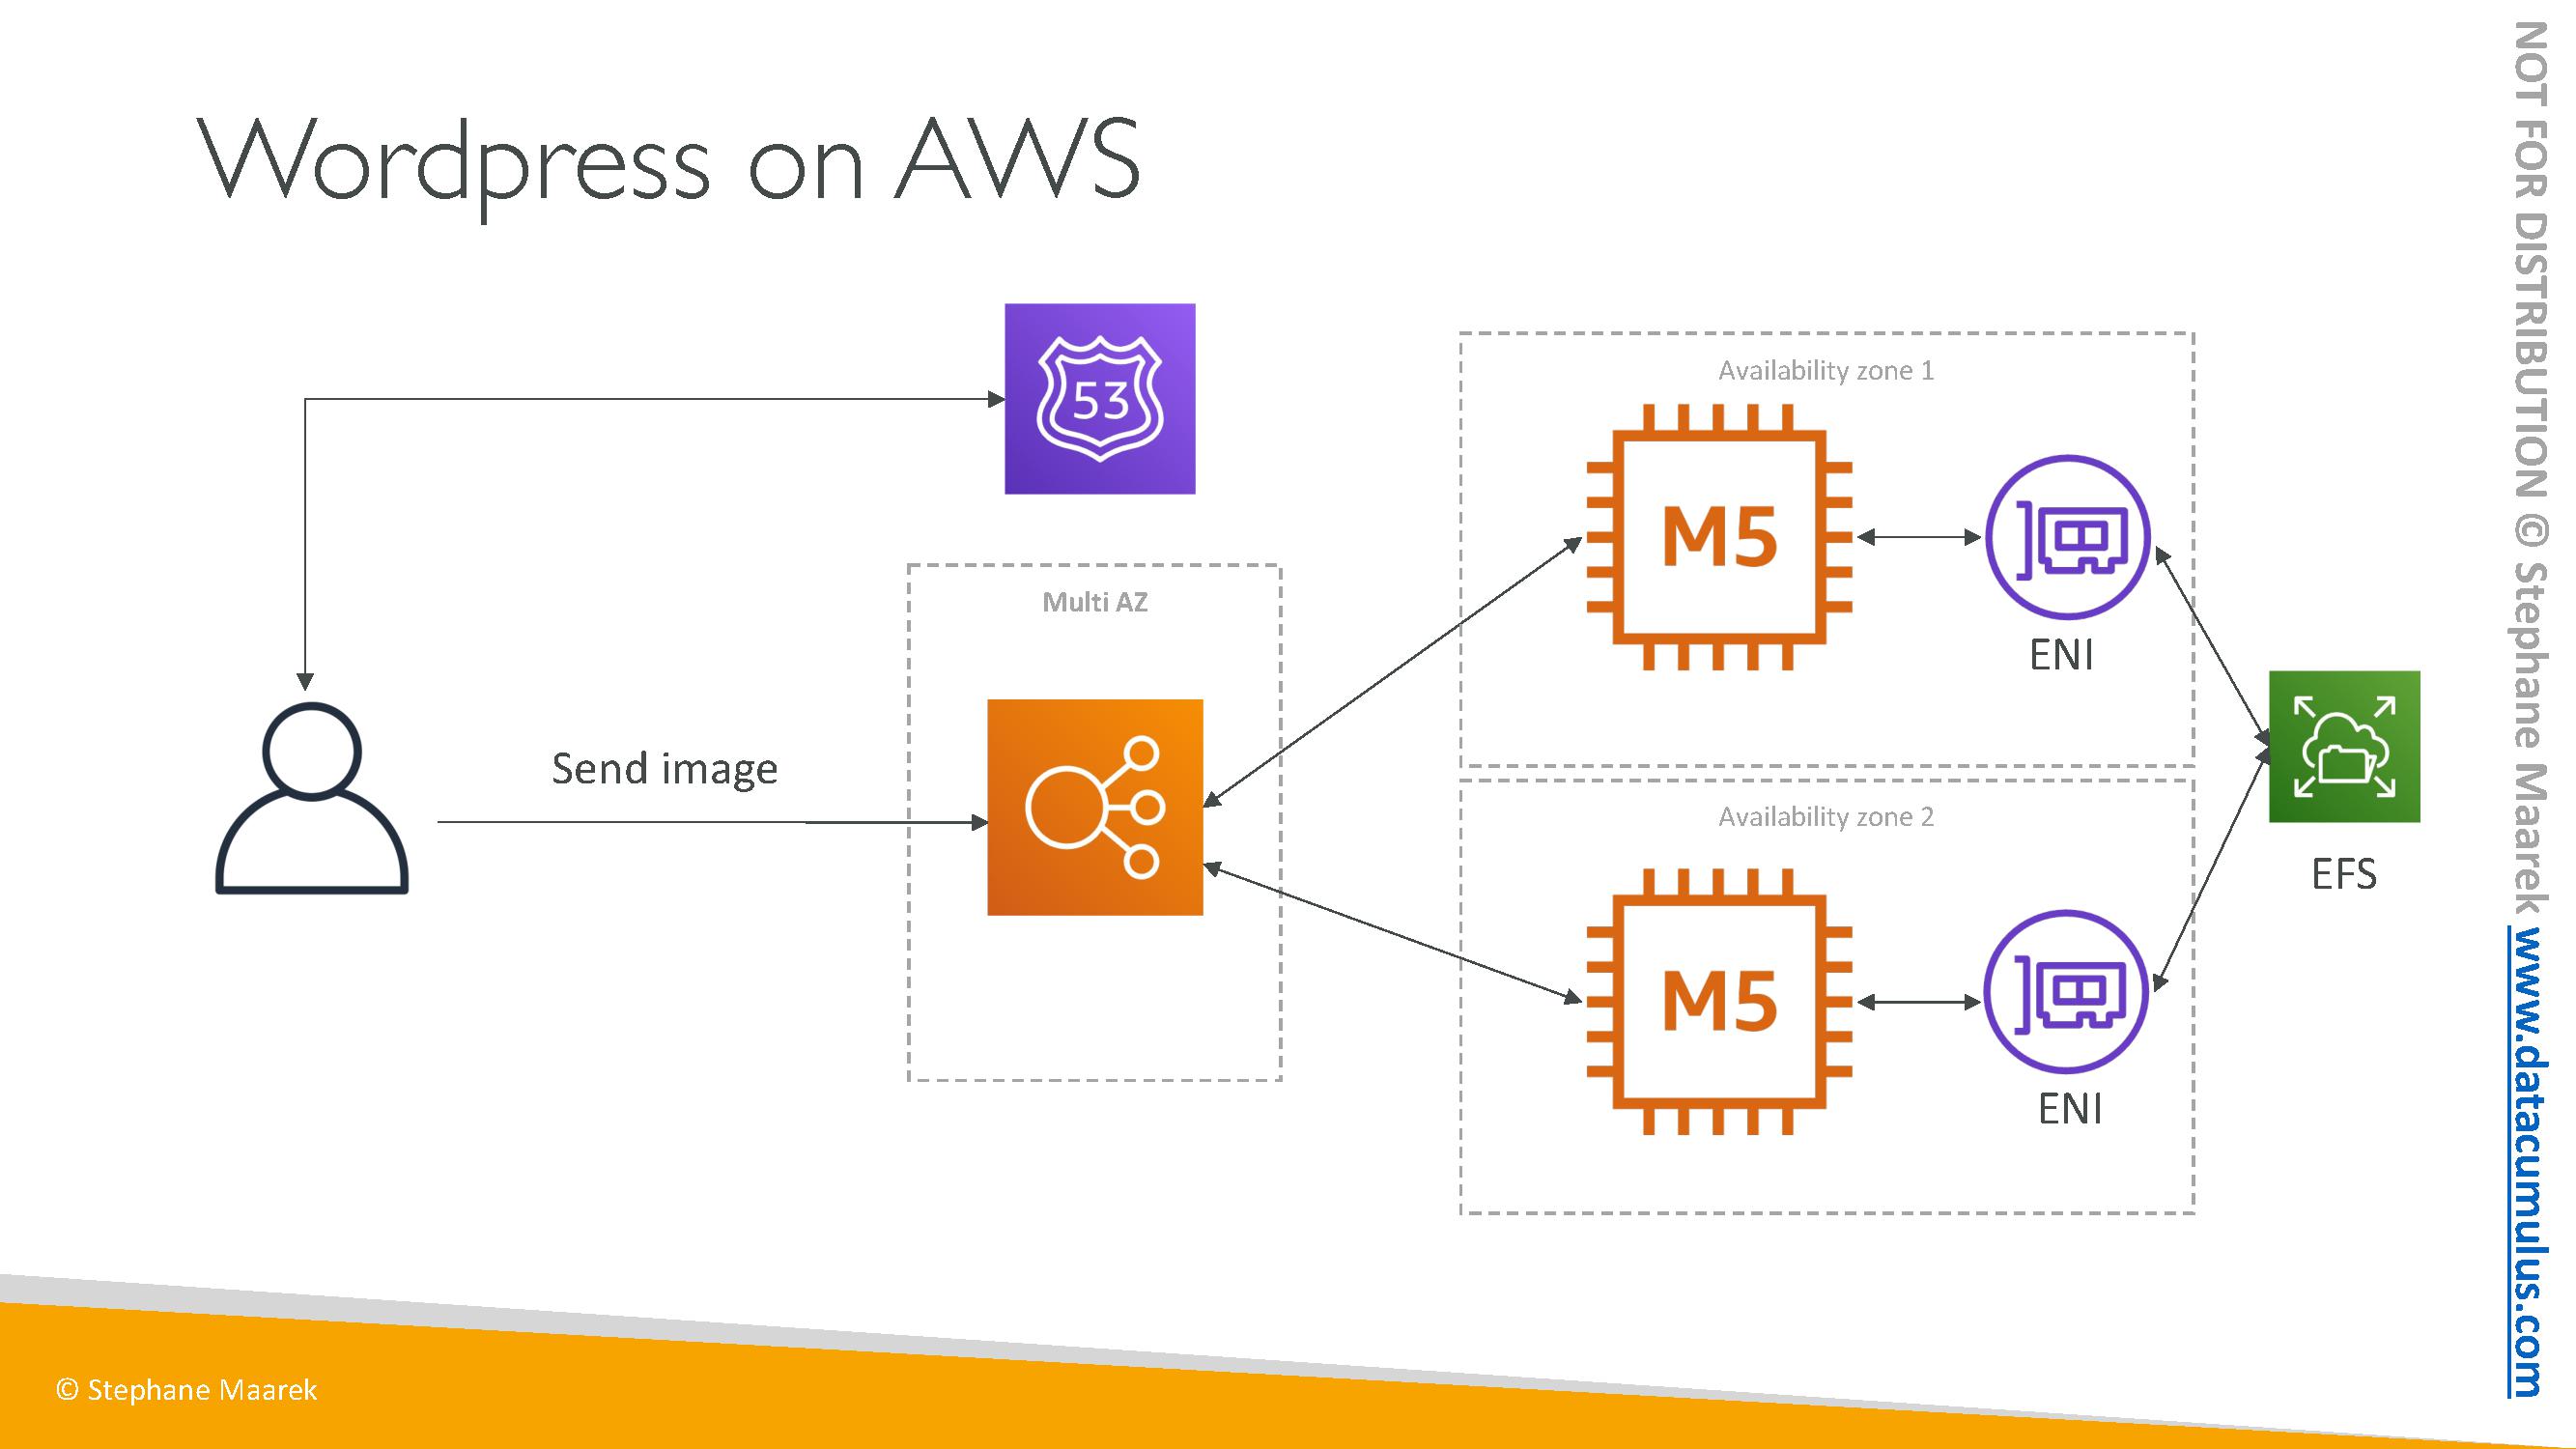 Wordpress on AWS
53
Availability zone 1
M5
ENI
Multi AZ
Send image
Availability zone 2
M5
ENI
EFS
© Stephane Maarek
NOT FOR DISTRIBUTION © Stephane Maarek www.datacumulus.com